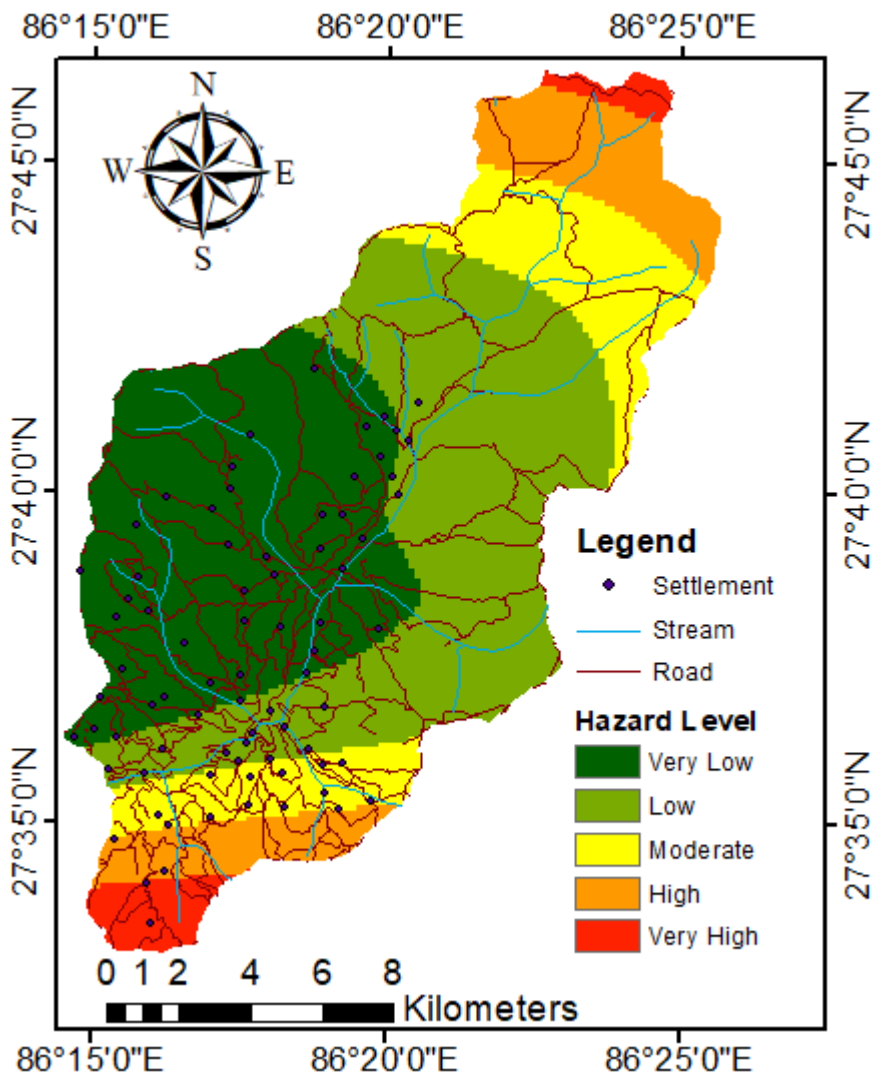 86°15'0"E 86°20'0"E 86°25'0"E
N
W E
S
27°45'0"N 27°45'0"N
27°40'0"N 27°40'0"N
Legend
Settlement
Stream
Road
Hazard Level
Very Low
Low
Moderate
High
Very High
27°35'0"N 27°35'0"N
0 1 2 4 6 8
Kilometers
86°15'0"E 86°20'0"E 86°25'0"E